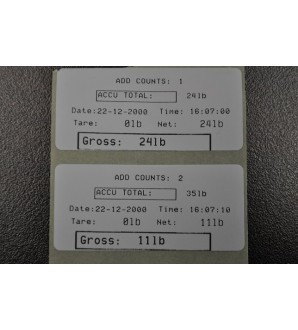 ADD COUNTS: 1
ACCU TOTAL: 24lb
Date:22-12-2000 Time: 16:07:00
Tare: 0lb Net: 24lb
Gross: 24lb
ADD COUNTS: 2
ACCU TOTAL: 35lb
Date:22-12-2000 Time: 16:07:10
Tare: 0lb Net: 11lb
Gross: 11lb